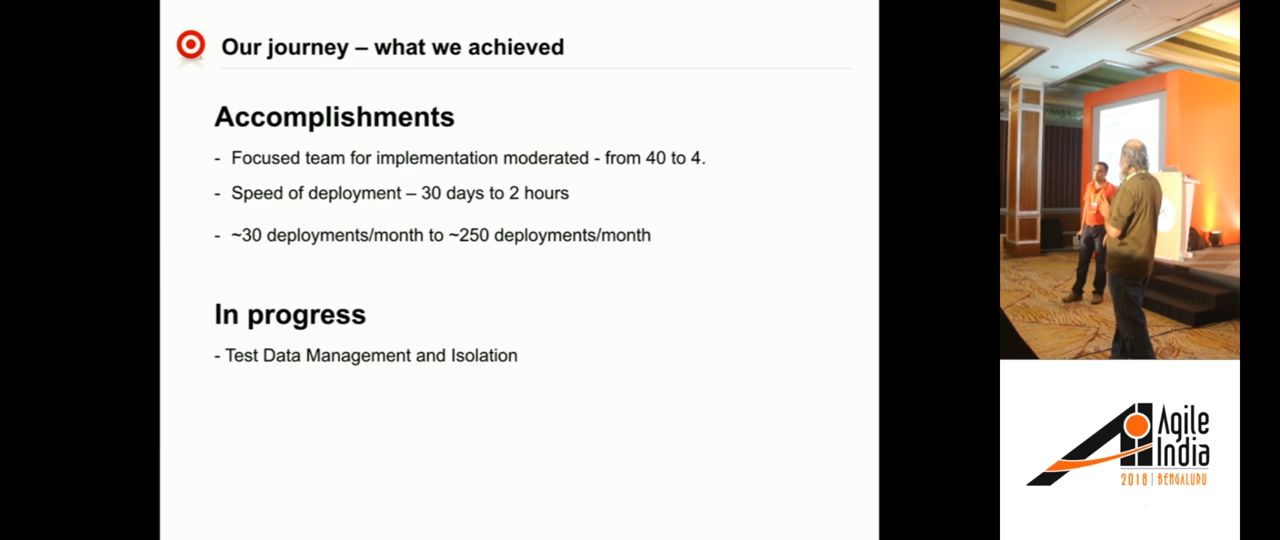 Our journey – what we achieved
Accomplishments
- Focused team for implementation moderated - from 40 to 4.
- Speed of deployment – 30 days to 2 hours
- ~30 deployments/month to ~250 deployments/month
In progress
- Test Data Management and Isolation
Agile
India
2018 | BENGALURU